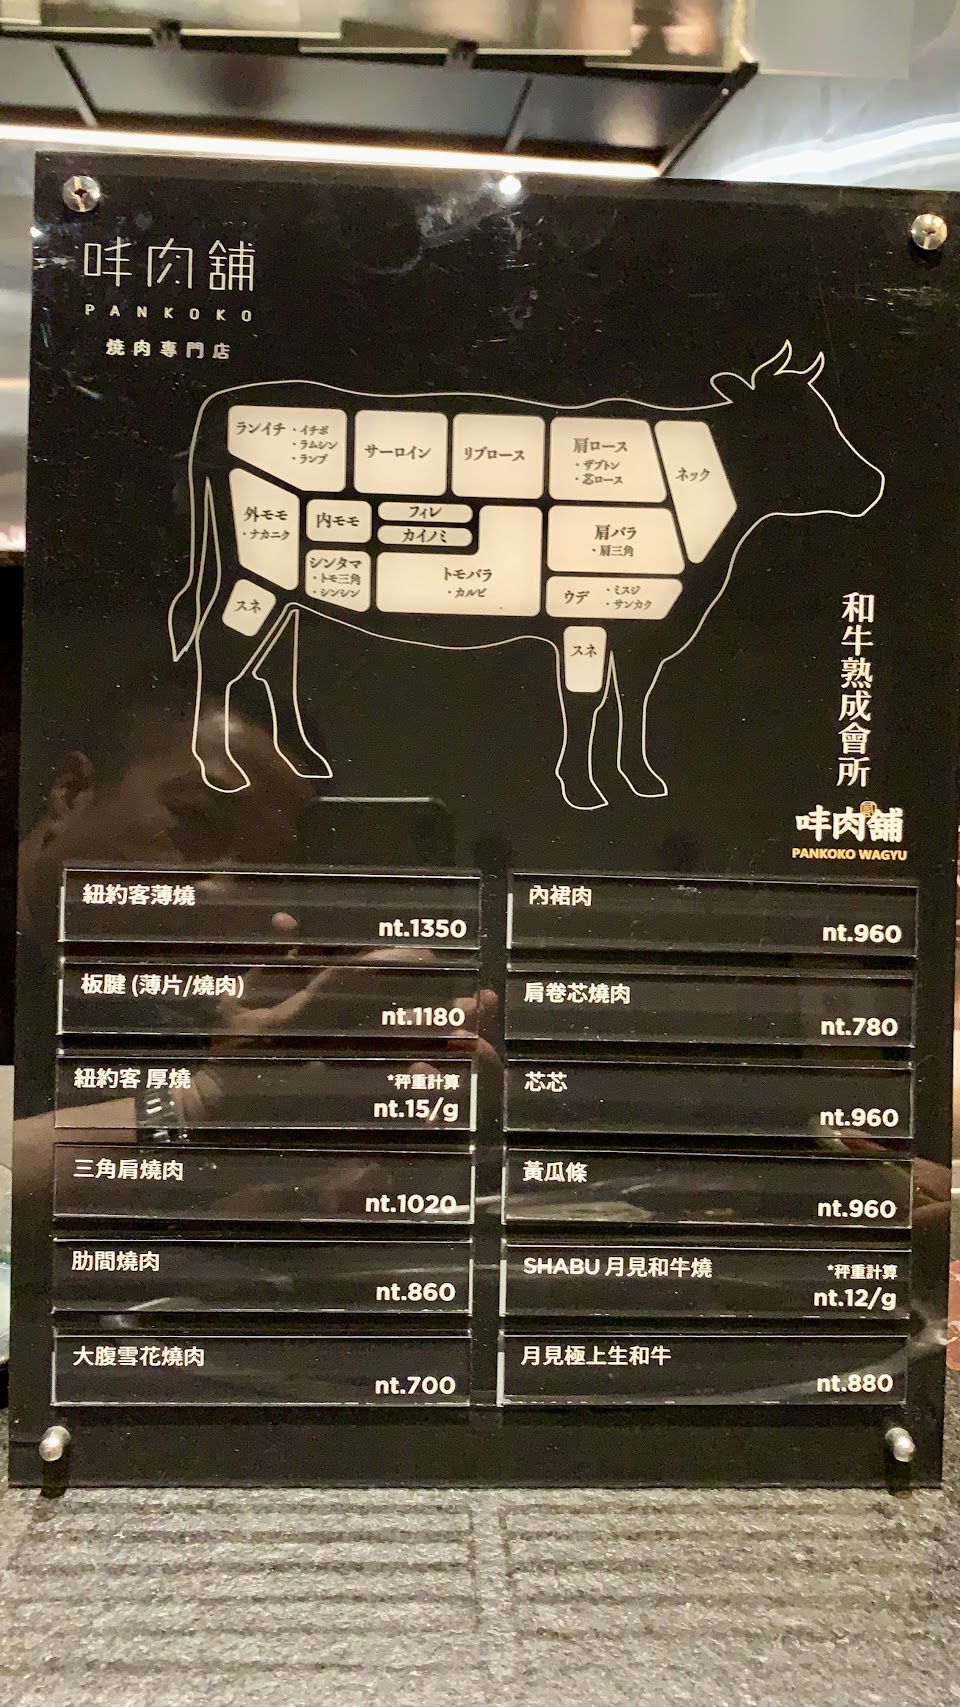 肨肉舖
PANKOKO
燒肉專門店
ランイチ ・イチボ
・ラムシン
・ランプ
サーロイン
リブロース
肩ロース
・ザブトン
・芯ロース
ネック
外モモ
・ナカニク
内モモ
フィレ
カイノミ
シンタマ
・トモ三角
・シンシン
トモバラ
・カルビ
肩バラ
・肩三角
ウデ ・ミスジ
・サンカク
スネ
スネ
和牛熟成會所
肉舖
PANKOKO WAGYU
紐約客薄燒
nt.1350
板腱 (薄片/燒肉)
nt.1180
紐約客 厚燒 *秤重計算
nt.15/g
三角肩燒肉
nt.1020
肋間燒肉
nt.860
大腹雪花燒肉
nt.700
內裙肉
nt.960
肩卷芯燒肉
nt.780
芯芯
nt.960
黃瓜條
nt.960
SHABU 月見和牛燒 *秤重計算
nt.12/g
月見極上生和牛
nt.880